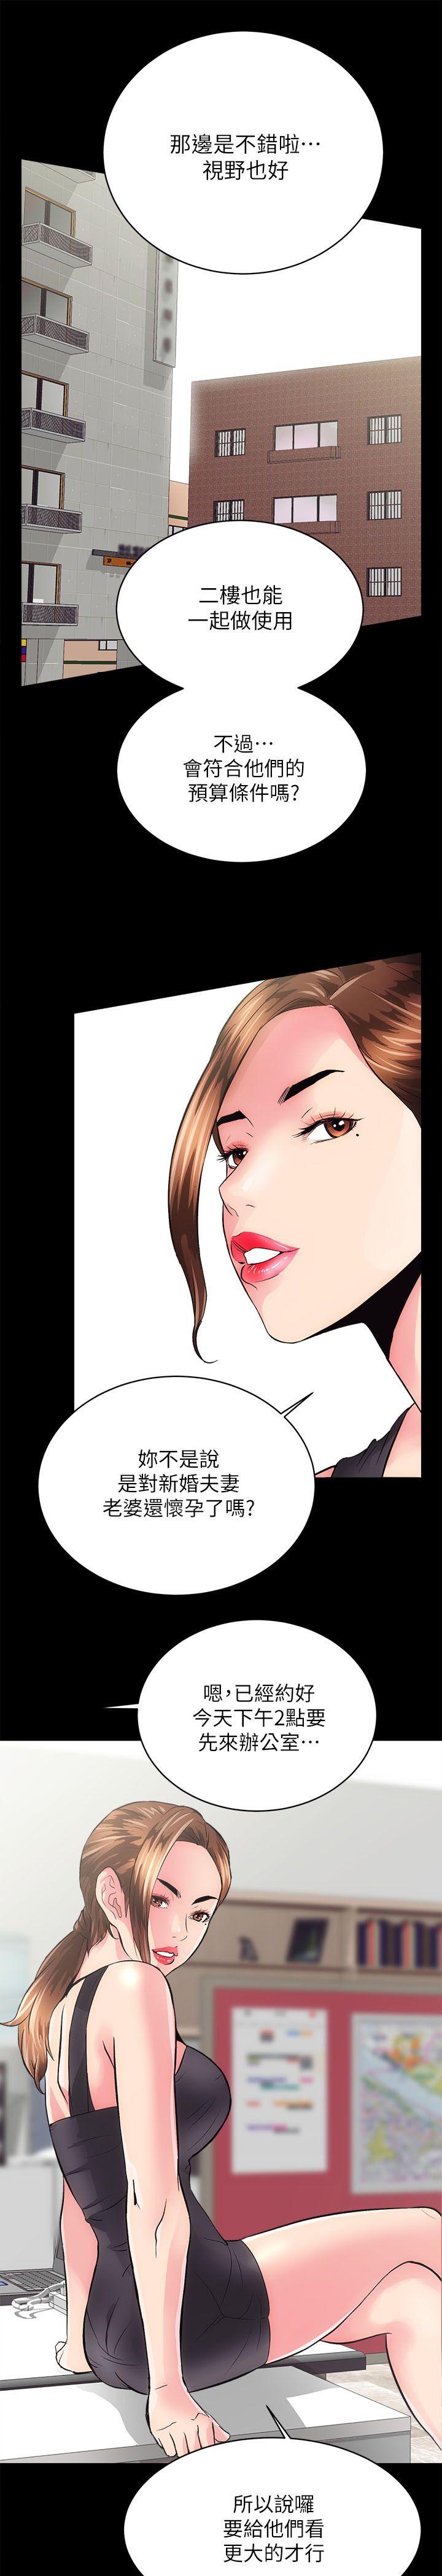 那邊是不錯啦…
視野也好
二樓也能
一起做使用
不過…
會符合他們的
預算條件嗎?
妳不是說
是對新婚夫妻
老婆還懷孕了嗎?
嗯,已經約好
今天下午2點要
先來辦公室…
所以說囉
要給他們看
更大的才行